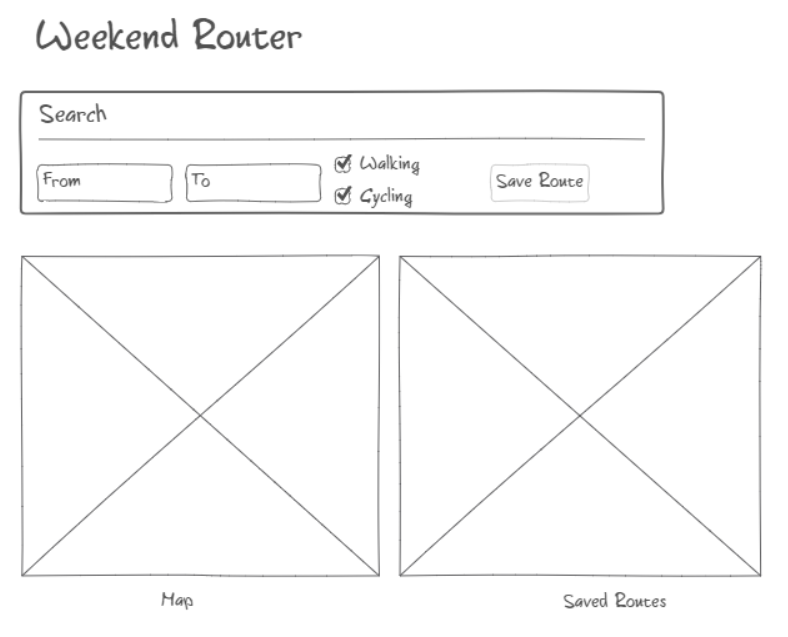 Weekend Router
Search
From
To
Walking
Cycling
Save Route
Map
Saved Routes